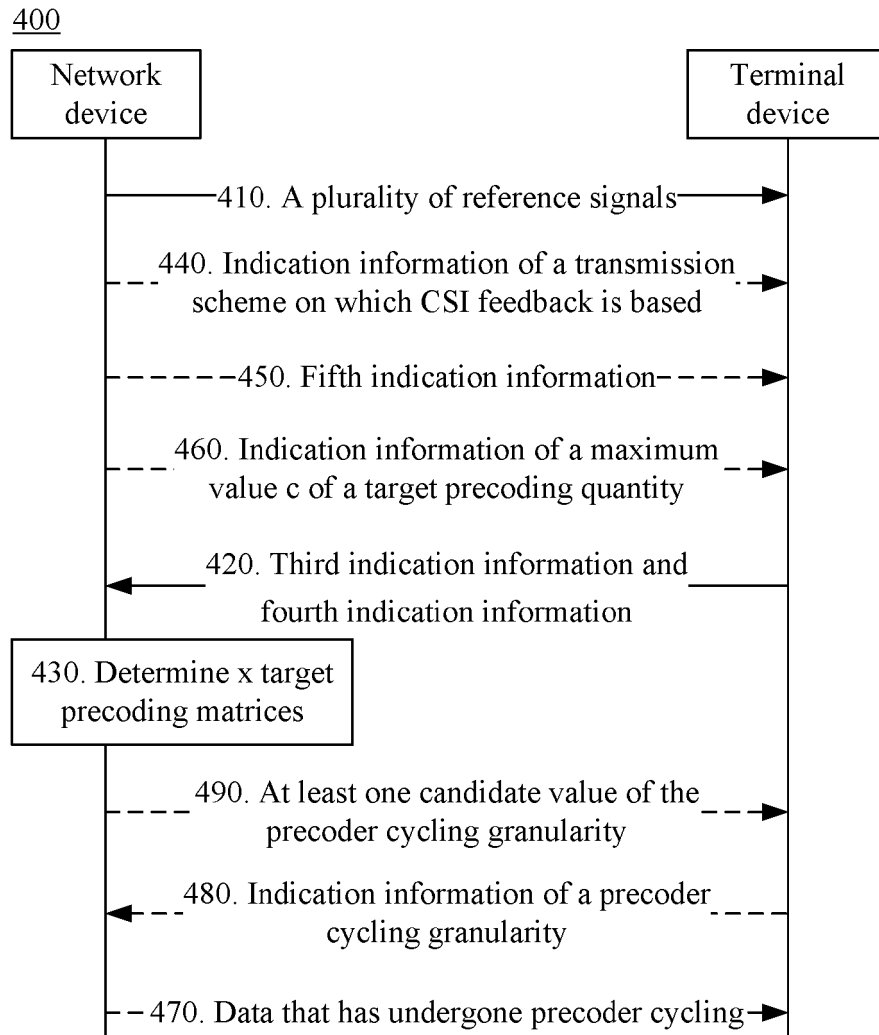 400
Network
device
Terminal
device
410. A plurality of reference signals
440. Indication information of a transmission
scheme on which CSI feedback is based
450. Fifth indication information
460. Indication information of a maximum
value c of a target precoding quantity
420. Third indication information and
fourth indication information
430. Determine x target
precoding matrices
490. At least one candidate value of the
precoder cycling granularity
480. Indication information of a precoder
cycling granularity
470. Data that has undergone precoder cycling